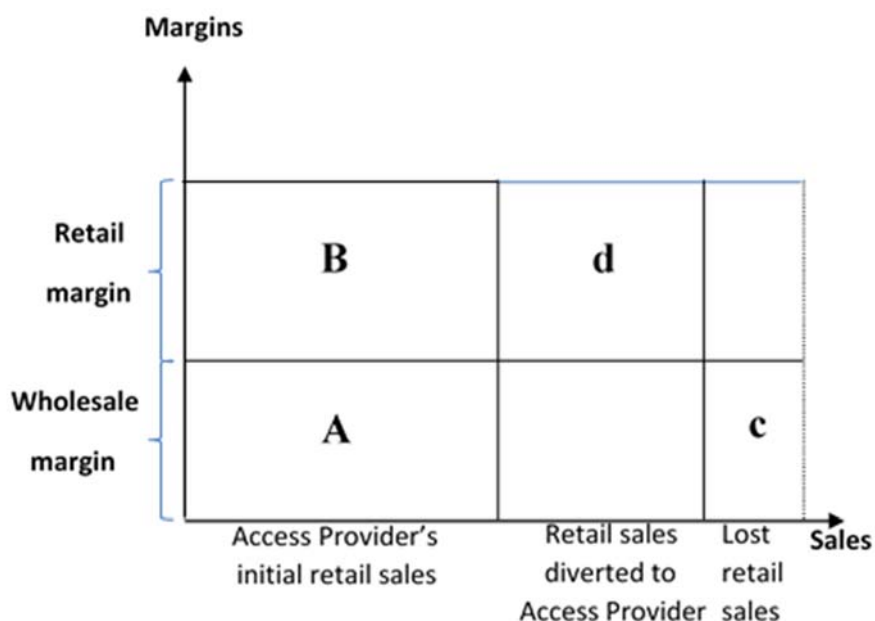 Margins
Retail
margin
B
d
Wholesale
margin
A
c
Access Provider’s
initial retail sales
Retail sales
diverted to
Access Provider
Lost
retail
sales
Sales